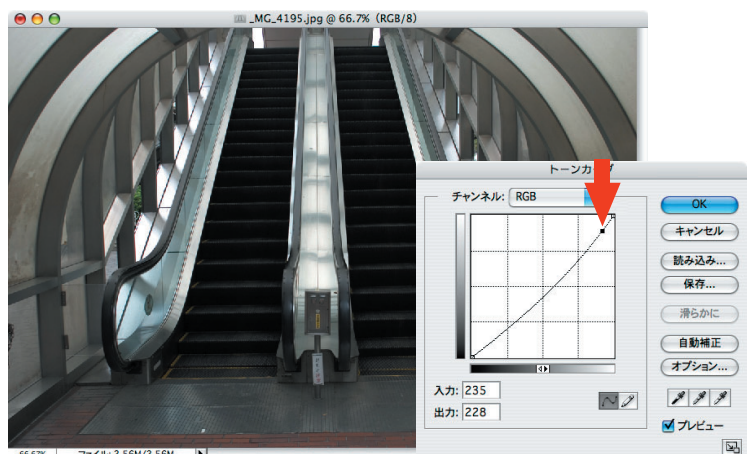 _MG_4195.jpg @ 66.7% (RGB/8)
トーンカーブ
チャンネル: RGB
OK
キャンセル
読み込み...
保存...
滑らかに
自動補正
オプション...
入力: 235
出力: 228
プレビュー
66.67%
ファイル: 3.56M/3.56M